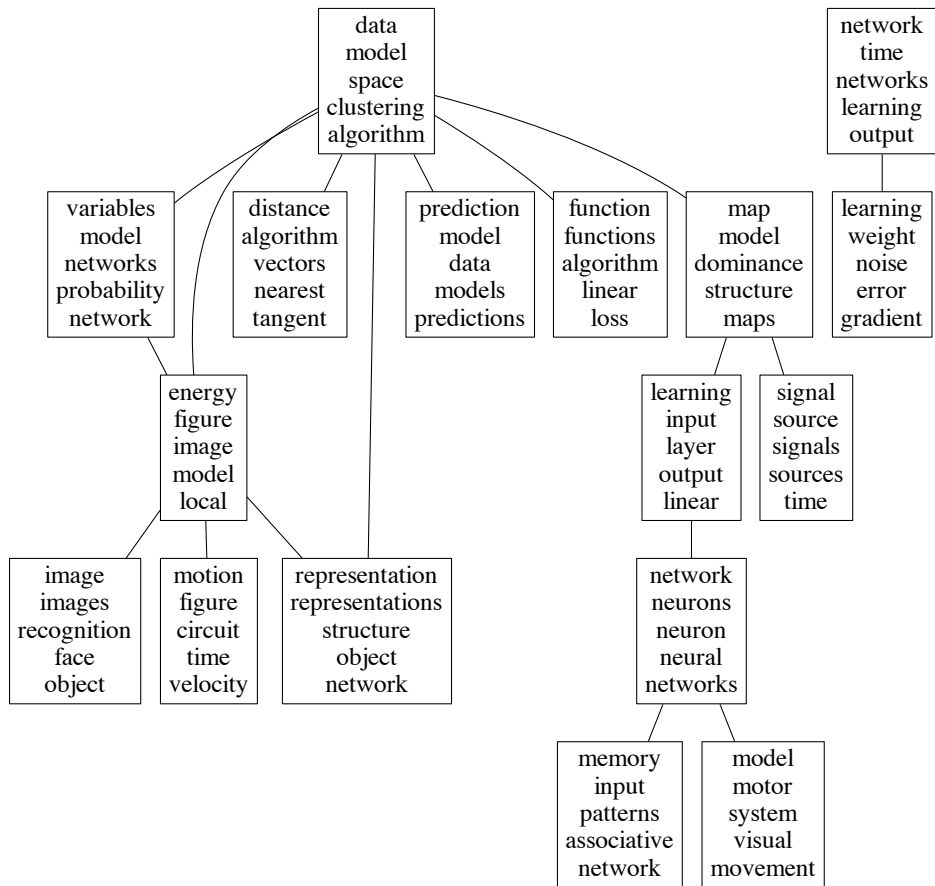 data
model
space
clustering
algorithm
network
time
networks
learning
output
variables
model
networks
probability
network
distance
algorithm
vectors
nearest
tangent
prediction
model
data
models
predictions
function
functions
algorithm
linear
loss
map
model
dominance
structure
maps
learning
weight
noise
error
gradient
energy
figure
image
model
local
learning
input
layer
output
linear
signal
source
signals
sources
time
image
images
recognition
face
object
motion
figure
circuit
time
velocity
representation
representations
structure
object
network
network
neurons
neuron
neural
networks
memory
input
patterns
associative
network
model
motor
system
visual
movement